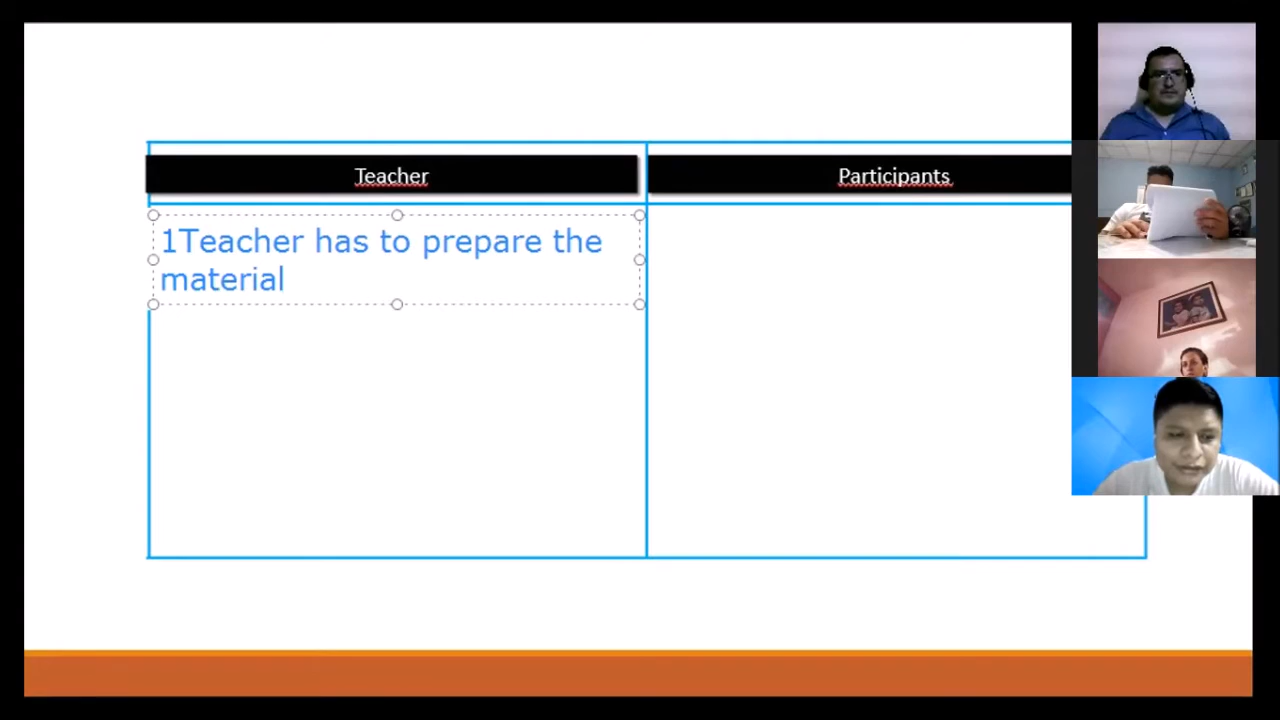 Teacher
Participants
1Teacher has to prepare the
material